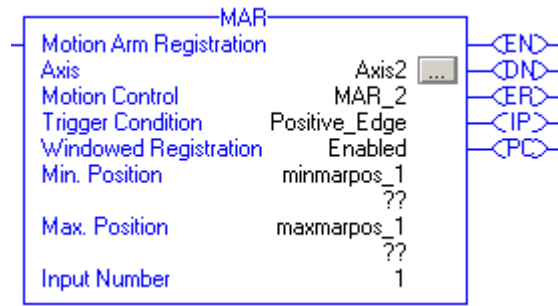 MAR
Motion Arm Registration EN
Axis Axis2 ... DN
Motion Control MAR_2 ER
Trigger Condition Positive_Edge IP
Windowed Registration Enabled PC
Min. Position minmarpos_1
??
Max. Position maxmarpos_1
??
Input Number 1